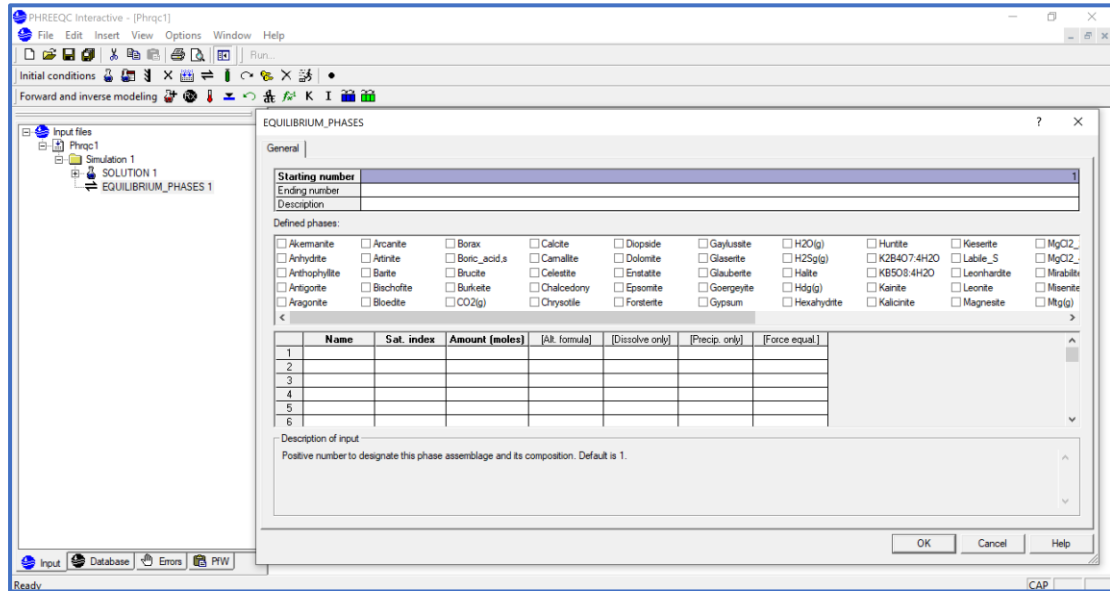 PHREEQC Interactive - [Phrqc1]
File Edit Insert View Options Window Help
Run...
Initial conditions
Forward and inverse modeling K I
Input files
Phrqc1
Simulation 1
SOLUTION 1
EQUILIBRIUM_PHASES 1
EQUILIBRIUM_PHASES ?
General
Starting number 1
Ending number
Description
Defined phases:
Akermanite Arcanite Borax Calcite Diopside Gaylussite H2O(g) Huntite Kieserite MgCl2_
Anhydrite Artinite Boric_acid,s Carnallite Dolomite Glaserite H2Sg(g) K2B4O7:4H2O Labile_S MgCl2_
Anthophyllite Barite Brucite Celestite Enstatite Glauberite Halite KB5O8:4H2O Leonhardite Mirabilite
Antigorite Bischofite Burkeite Chalcedony Epsomite Goergeyite Hdg(g) Kainite Leonite Misenite
Aragonite Bloedite CO2(g) Chrysotile Forsterite Gypsum Hexahydrite Kalicinite Magnesite Mtg(g)
Name Sat. index Amount (moles) [Alt. formula] [Dissolve only] [Precip. only] [Force equal.]
1
2
3
4
5
6
Description of input
Positive number to designate this phase assemblage and its composition. Default is 1.
OK Cancel Help
Input Database Errors PfW
Ready CAP